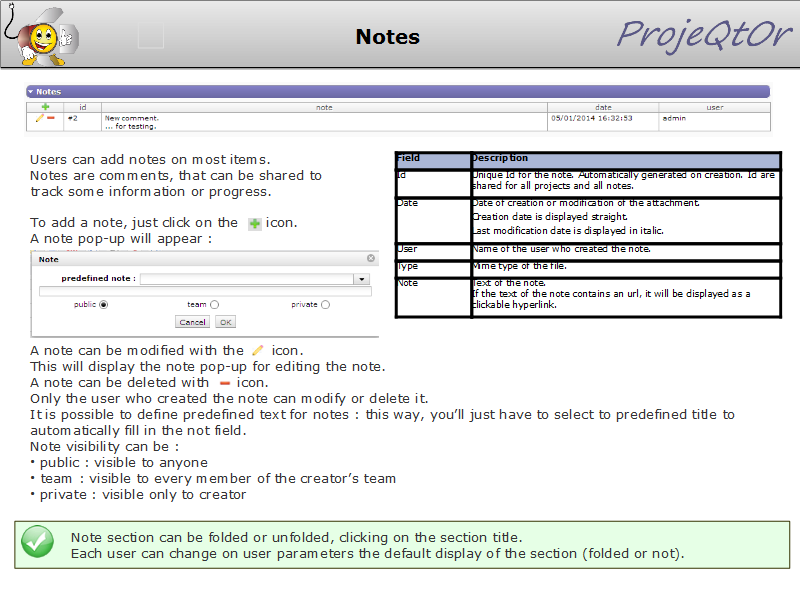 Notes
ProjeQtOr
Notes
id note date user
#2 New comment. 05/01/2014 16:32:53 admin
... for testing.
Users can add notes on most items.
Notes are comments, that can be shared to
track some information or progress.
To add a note, just click on the icon.
A note pop-up will appear :
Note
predefined note :
public team private
Cancel OK
Field Description
Id Unique Id for the note. Automatically generated on creation. Id are
shared for all projects and all notes.
Date Date of creation or modification of the attachment.
Creation date is displayed straight.
Last modification date is displayed in italic.
User Name of the user who created the note.
Type Mime type of the file.
Note Text of the note.
If the text of the note contains an url, it will be displayed as a
clickable hyperlink.
A note can be modified with the icon.
This will display the note pop-up for editing the note.
A note can be deleted with icon.
Only the user who created the note can modify or delete it.
It is possible to define predefined text for notes : this way, you’ll just have to select to predefined title to
automatically fill in the not field.
Note visibility can be :
• public : visible to anyone
• team : visible to every member of the creator’s team
• private : visible only to creator
Note section can be folded or unfolded, clicking on the section title.
Each user can change on user parameters the default display of the section (folded or not).